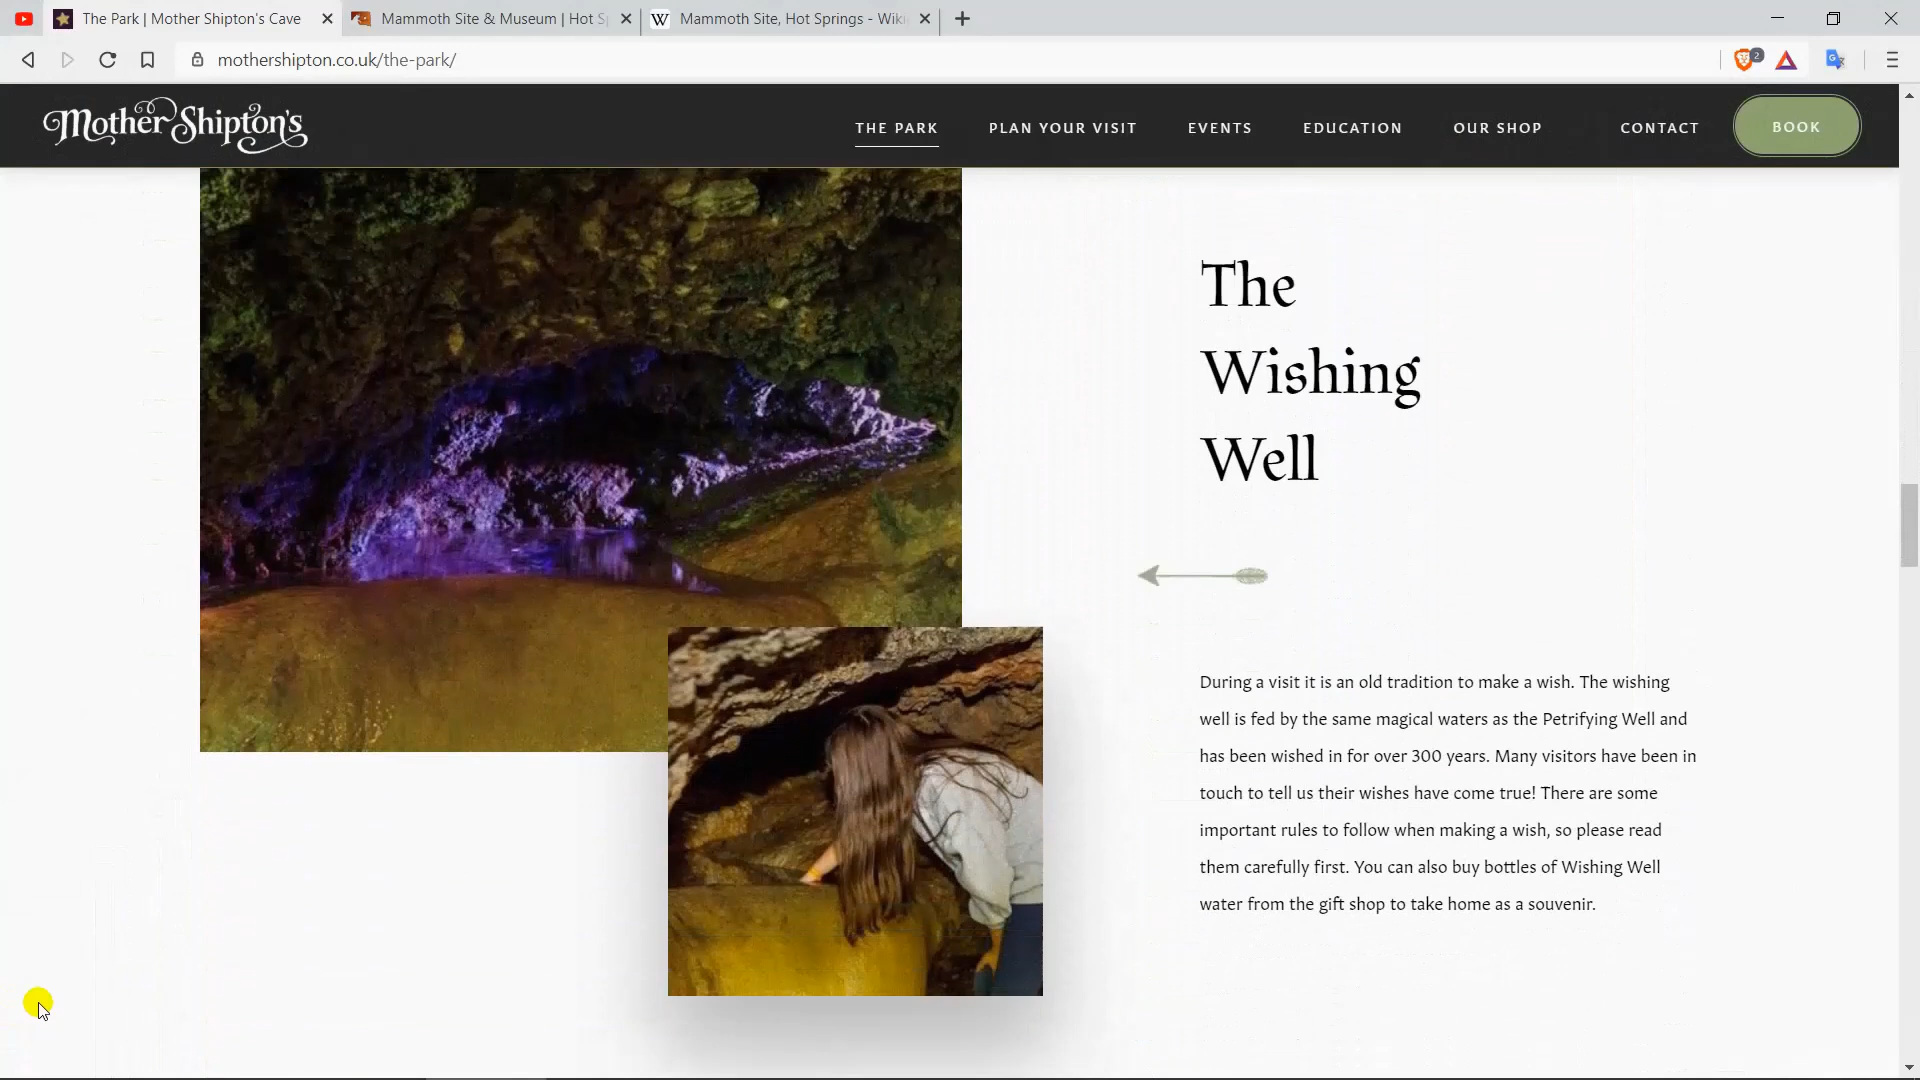 The Park | Mother Shipton's Cave
Mammoth Site & Museum | Hot S
Mammoth Site, Hot Springs - Wiki
mothershipton.co.uk/the-park/
2
Mother Shipton's
THE PARK
PLAN YOUR VISIT
EVENTS
EDUCATION
OUR SHOP
CONTACT
BOOK
The
Wishing
Well
During a visit it is an old tradition to make a wish. The wishing
well is fed by the same magical waters as the Petrifying Well and
has been wished in for over 300 years. Many visitors have been in
touch to tell us their wishes have come true! There are some
important rules to follow when making a wish, so please read
them carefully first. You can also buy bottles of Wishing Well
water from the gift shop to take home as a souvenir.